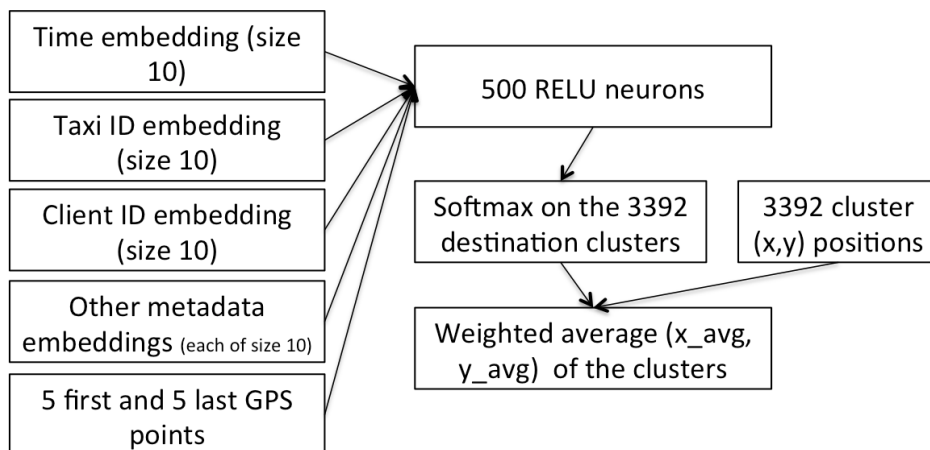 Time embedding (size
10)
Taxi ID embedding
(size 10)
Client ID embedding
(size 10)
Other metadata
embeddings (each of size 10)
5 first and 5 last GPS
points
500 RELU neurons
Softmax on the 3392
destination clusters
3392 cluster
(x,y) positions
Weighted average (x_avg,
y_avg) of the clusters